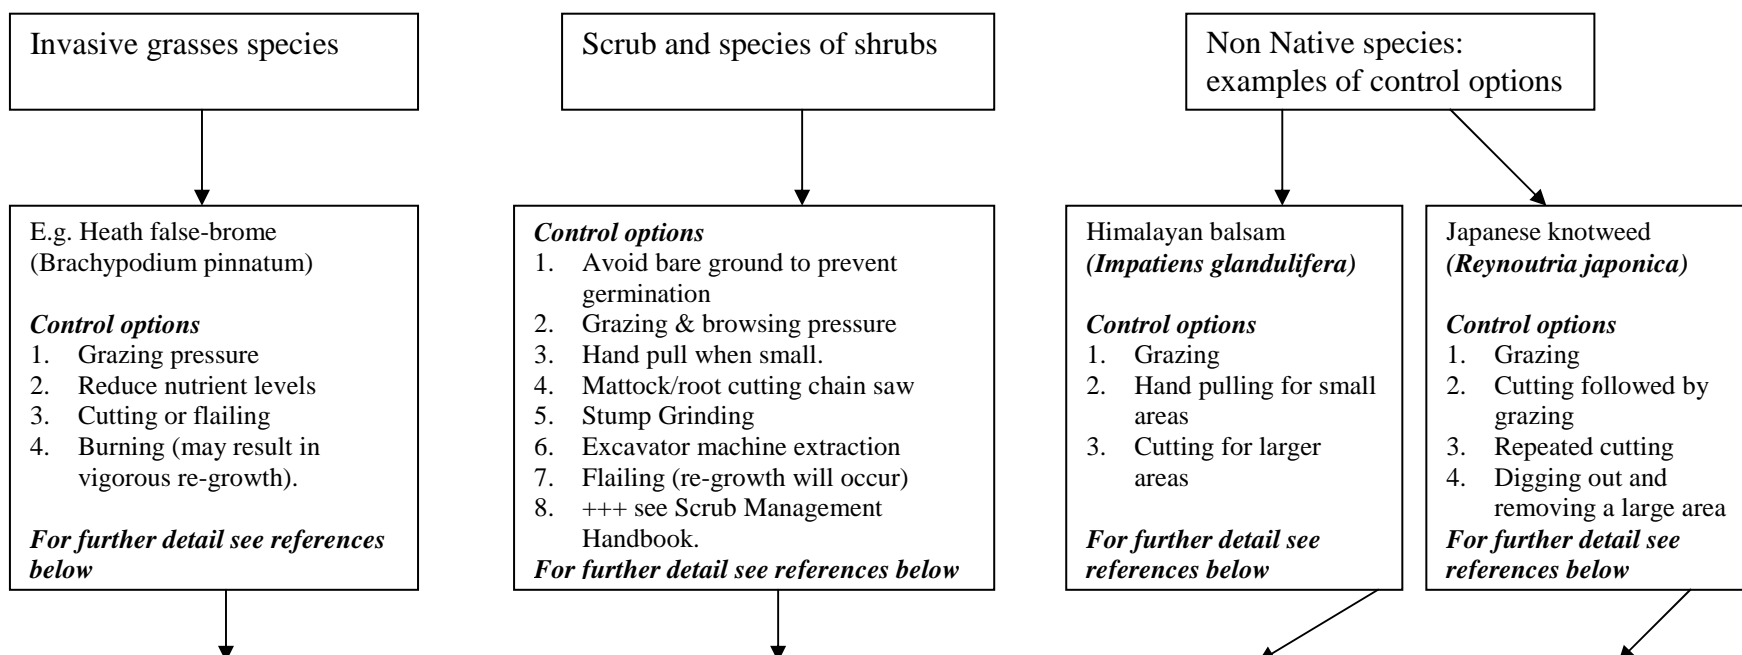 Invasive grasses species
Scrub and species of shrubs
Non Native species:
examples of control options
E.g. Heath false-brome
(Brachypodium pinnatum)
Control options
1. Grazing pressure
2. Reduce nutrient levels
3. Cutting or flailing
4. Burning (may result in
vigorous re-growth).
For further detail see references
below
Control options
1. Avoid bare ground to prevent
germination
2. Grazing & browsing pressure
3. Hand pull when small.
4. Mattock/root cutting chain saw
5. Stump Grinding
6. Excavator machine extraction
7. Flailing (re-growth will occur)
8. +++ see Scrub Management
Handbook.
For further detail see references below
Himalayan balsam
(Impatiens glandulifera)
Control options
1. Grazing
2. Hand pulling for small
areas
3. Cutting for larger
areas
For further detail see
references below
Japanese knotweed
(Reynoutria japonica)
Control options
1. Grazing
2. Cutting followed by
grazing
3. Repeated cutting
4. Digging out and
removing a large area
For further detail see
references below